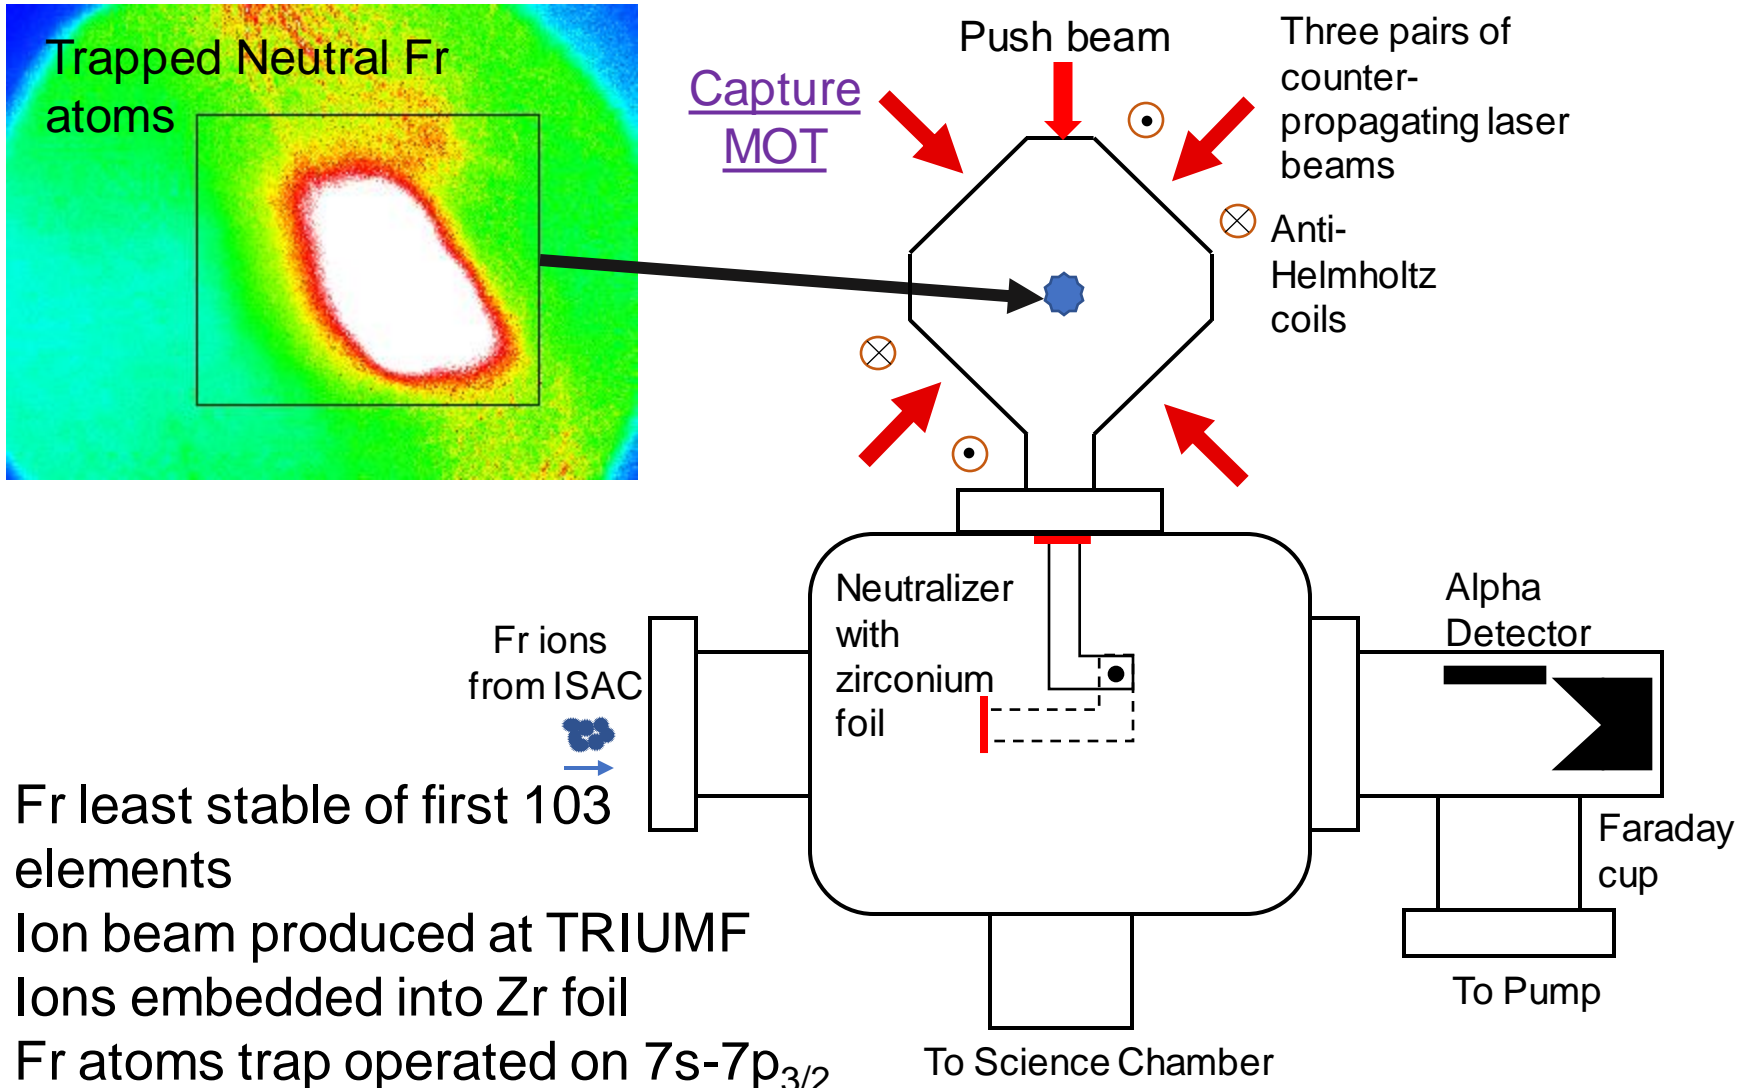 Trapped Neutral Fr
atoms
Capture
MOT
Push beam
Three pairs of
counter-
propagating laser
beams
Anti-
Helmholtz
coils
Neutralizer
with
zirconium
foil
Alpha
Detector
Fr ions
from ISAC
Faraday
cup
To Pump
To Science Chamber
Fr least stable of first 103
elements
Ion beam produced at TRIUMF
Ions embedded into Zr foil
Fr atoms trap operated on 7s-7p3/2